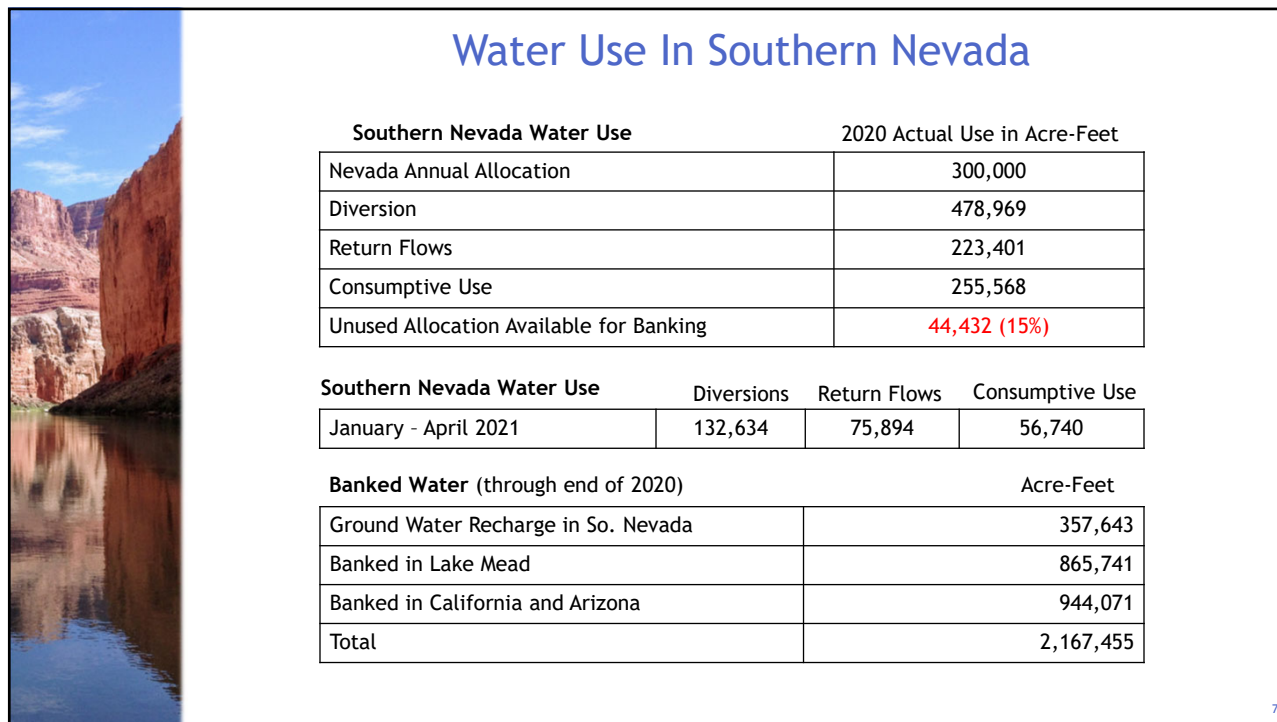 Water Use In Southern Nevada
Southern Nevada Water Use 2020 Actual Use in Acre-Feet
Nevada Annual Allocation 300,000
Diversion 478,969
Return Flows 223,401
Consumptive Use 255,568
Unused Allocation Available for Banking 44,432 (15%)
Southern Nevada Water Use Diversions Return Flows Consumptive Use
January – April 2021 132,634 75,894 56,740
Banked Water (through end of 2020) Acre-Feet
Ground Water Recharge in So. Nevada 357,643
Banked in Lake Mead 865,741
Banked in California and Arizona 944,071
Total 2,167,455
7